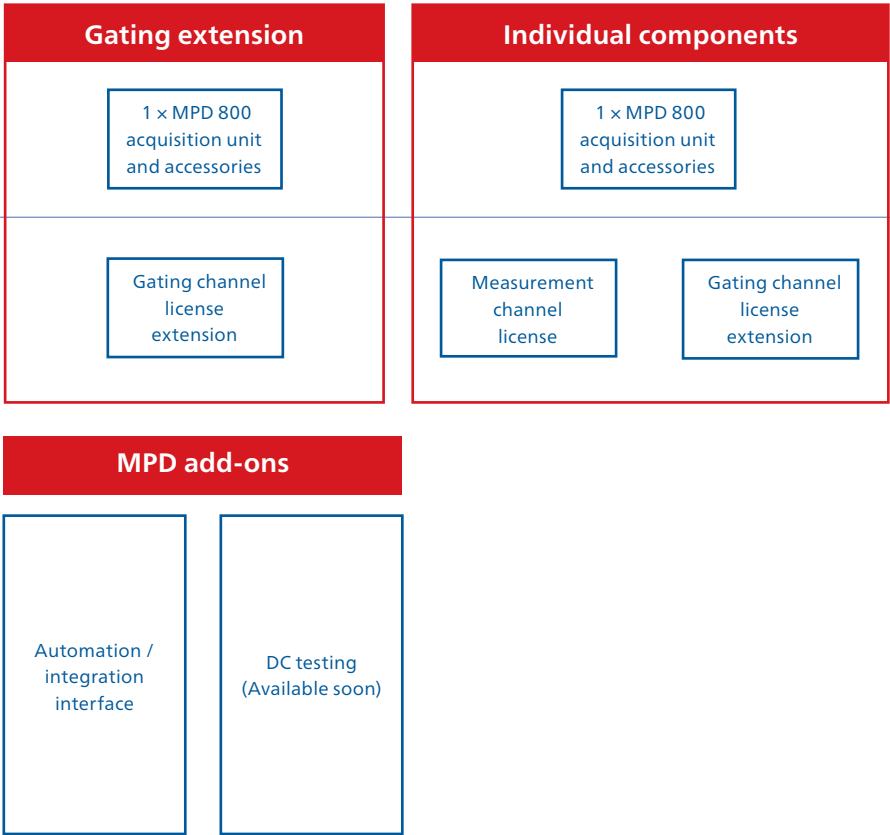 Gating extension
1 × MPD 800
acquisition unit
and accessories
Gating channel
license
extension
Individual components
1 × MPD 800
acquisition unit
and accessories
Measurement
channel
license
Gating channel
license
extension
MPD add-ons
Automation /
integration
interface
DC testing
(Available soon)